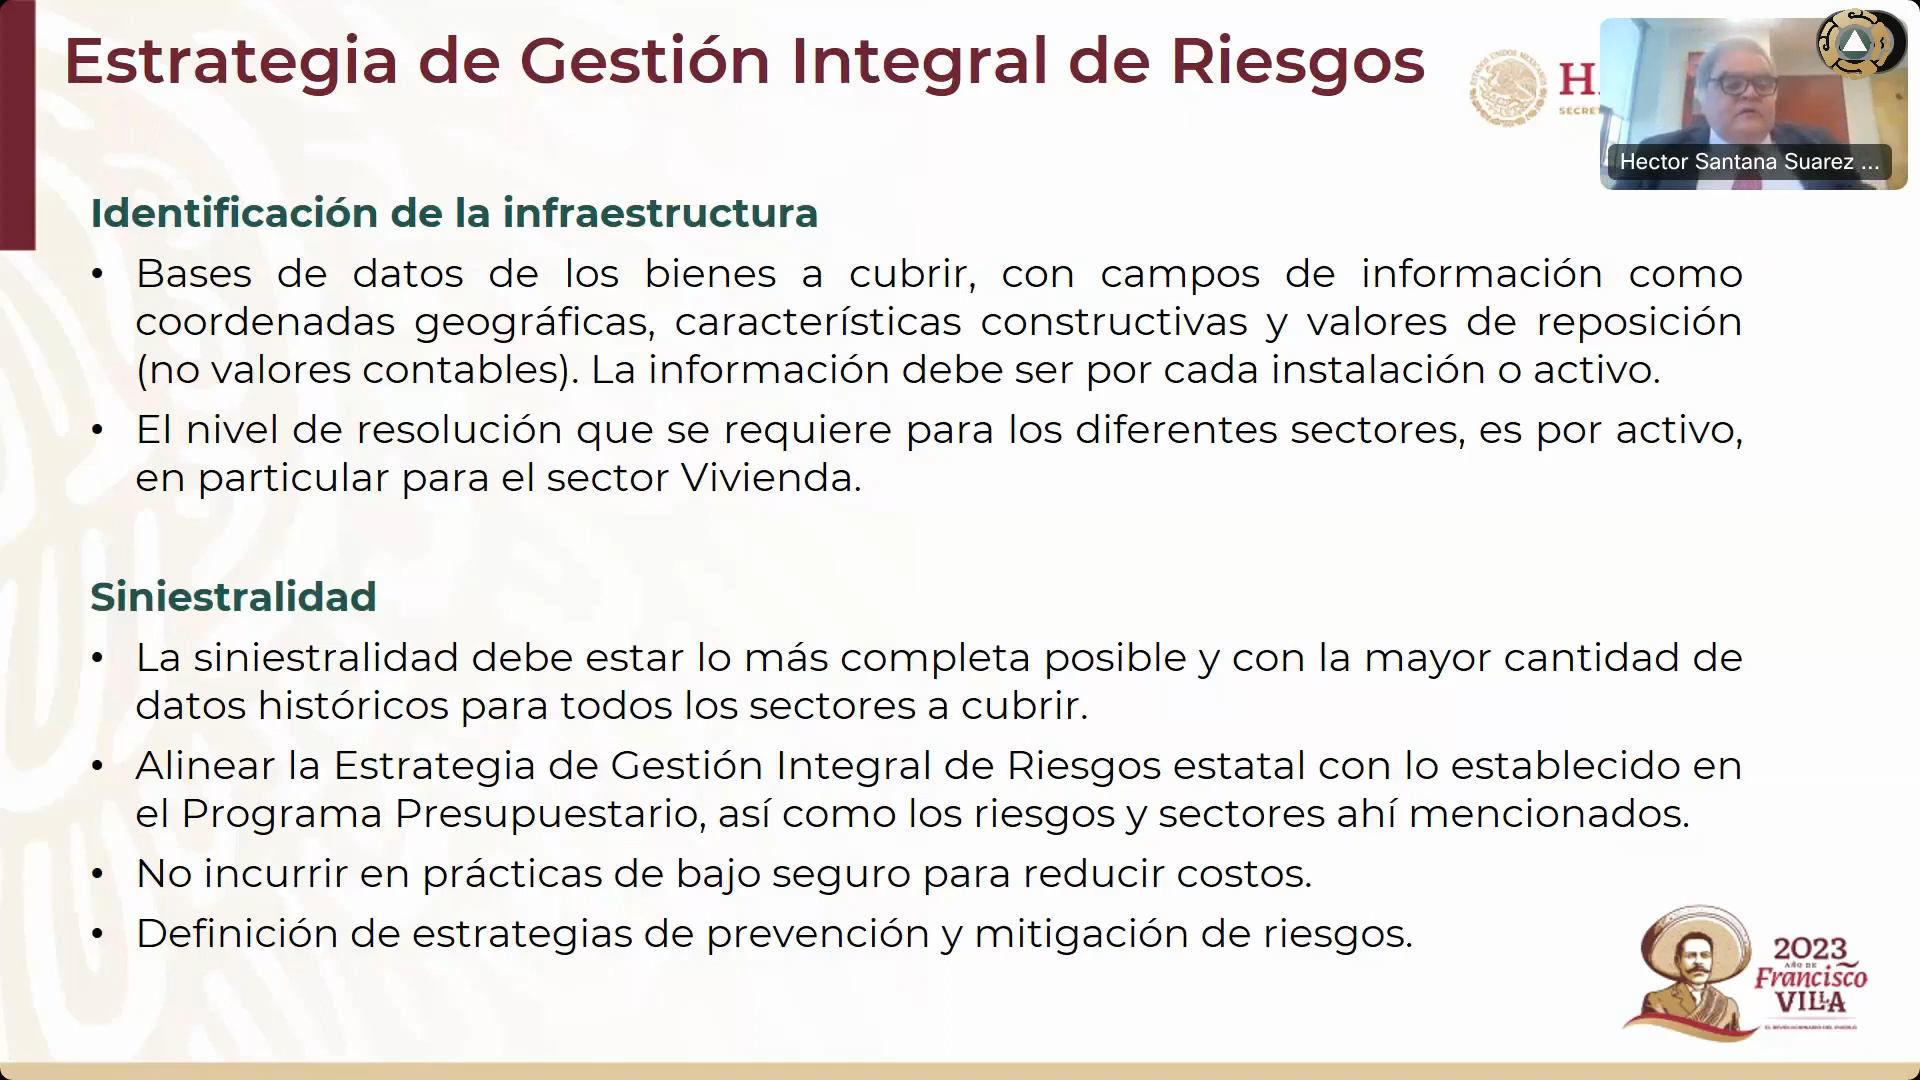 Estrategia de Gestión Integral de Riesgos
ESTADOS UNIDOS MEXICANOS
H
SECRE
Hector Santana Suarez ...
Identificación de la infraestructura
• Bases de datos de los bienes a cubrir, con campos de información como
coordenadas geográficas, características constructivas y valores de reposición
(no valores contables). La información debe ser por cada instalación o activo.
• El nivel de resolución que se requiere para los diferentes sectores, es por activo,
en particular para el sector Vivienda.
Siniestralidad
• La siniestralidad debe estar lo más completa posible y con la mayor cantidad de
datos históricos para todos los sectores a cubrir.
• Alinear la Estrategia de Gestión Integral de Riesgos estatal con lo establecido en
el Programa Presupuestario, así como los riesgos y sectores ahí mencionados.
• No incurrir en prácticas de bajo seguro para reducir costos.
• Definición de estrategias de prevención y mitigación de riesgos.
2023
AÑO DE
Francisco
VILLA
EL REVOLUCIONARIO DEL PUEBLO